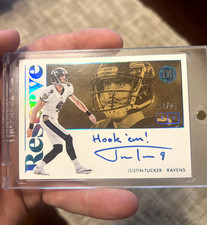 Reserve
Hook 'em!
JUSTIN TUCKER - RAVENS